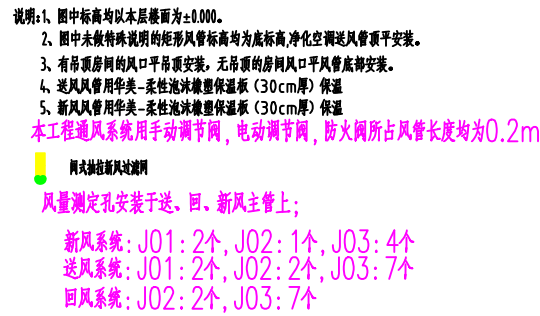 说明:1、图中标高均以本层楼面为±0.000。
2、图中未做特殊说明的矩形风管标高均为底标高,净化空调送风管顶平安装。
3、有吊顶房间的风口平吊顶安装，无吊顶的房间风口平风管底部安装。
4、送风风管用华美-柔性泡沫橡塑保温板（30cm厚）保温
5、新风风管用华美-柔性泡沫橡塑保温板（30cm厚）保温
本工程通风系统用手动调节阀，电动调节阀，防火阀所占风管长度均为0.2m
阀式抽拉新风过滤网
风量测定孔安装于送、回、新风主管上；
新风系统: J01: 2个, J02: 1个, J03: 4个
送风系统: J01: 2个, J02: 2个, J03: 7个
回风系统: J02: 2个, J03: 7个